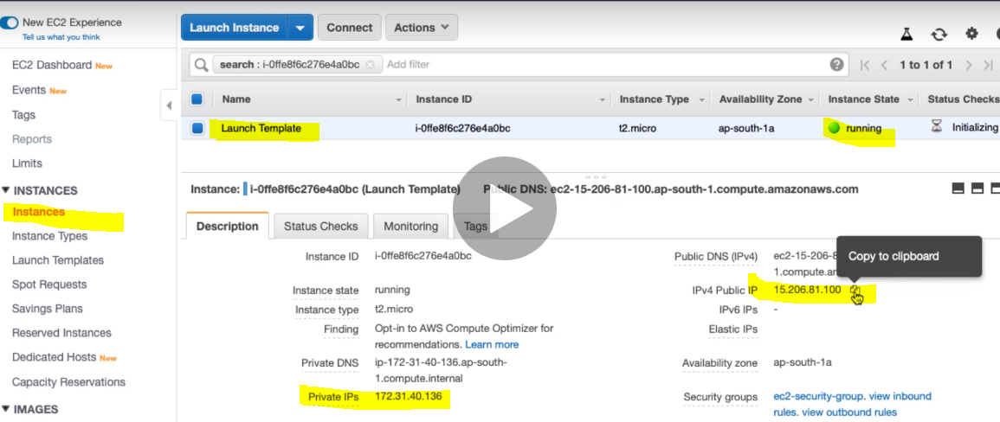 New EC2 Experience
Tell us what you think
EC2 Dashboard New
Events New
Tags
Reports
Limits
INSTANCES
Instances
Instance Types
Launch Templates
Spot Requests
Savings Plans
Reserved Instances
Dedicated Hosts New
Capacity Reservations
IMAGES
Launch Instance Connect Actions
search : i-0ffe8f6c276e4a0bc Add filter 1 to 1 of 1
Name Instance ID Instance Type Availability Zone Instance State Status Checks
Launch Template i-0ffe8f6c276e4a0bc t2.micro ap-south-1a running Initializing
Instance: i-0ffe8f6c276e4a0bc (Launch Template) Public DNS: ec2-15-206-81-100.ap-south-1.compute.amazonaws.com
Description Status Checks Monitoring Tags
Instance ID i-0ffe8f6c276e4a0bc
Instance state running
Instance type t2.micro
Finding Opt-in to AWS Compute Optimizer for
recommendations. Learn more
Private DNS ip-172-31-40-136.ap-south-
1.compute.internal
Private IPs 172.31.40.136
Public DNS (IPv4) ec2-15-206-
Copy to clipboard
IPv4 Public IP 15.206.81.100
IPv6 IPs -
Elastic IPs
Availability zone ap-south-1a
Security groups ec2-security-group. view inbound
rules. view outbound rules